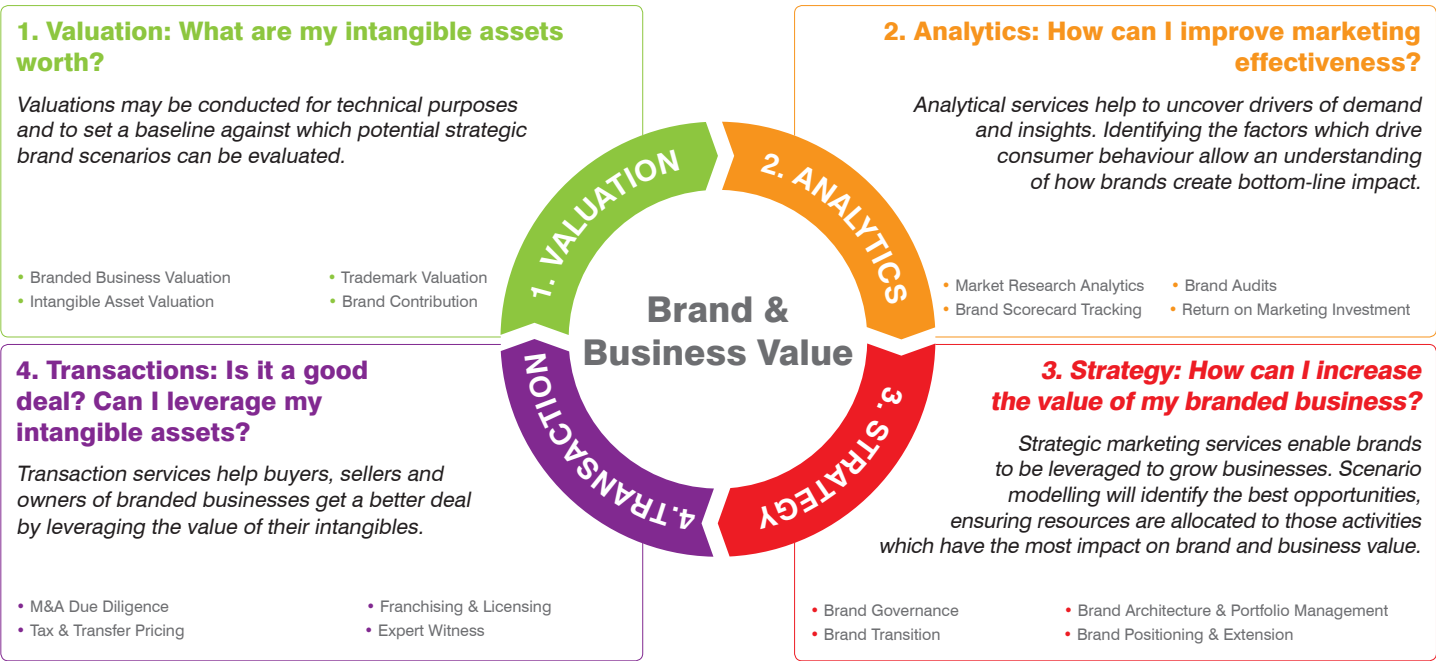 1. Valuation: What are my intangible assets
worth?
Valuations may be conducted for technical purposes
and to set a baseline against which potential strategic
brand scenarios can be evaluated.
• Branded Business Valuation
• Trademark Valuation
• Intangible Asset Valuation
• Brand Contribution
2. Analytics: How can I improve marketing
effectiveness?
Analytical services help to uncover drivers of demand
and insights. Identifying the factors which drive
consumer behaviour allow an understanding
of how brands create bottom-line impact.
• Market Research Analytics
• Brand Audits
• Brand Scorecard Tracking
• Return on Marketing Investment
1. VALUATION
2. ANALYTICS
Brand &
Business Value
3. STRATEGY
4. TRANSACTION
4. Transactions: Is it a good
deal? Can I leverage my
intangible assets?
Transaction services help buyers, sellers and
owners of branded businesses get a better deal
by leveraging the value of their intangibles.
• M&A Due Diligence
• Franchising & Licensing
• Tax & Transfer Pricing
• Expert Witness
3. Strategy: How can I increase
the value of my branded business?
Strategic marketing services enable brands
to be leveraged to grow businesses. Scenario
modelling will identify the best opportunities,
ensuring resources are allocated to those activities
which have the most impact on brand and business value.
• Brand Governance
• Brand Architecture & Portfolio Management
• Brand Transition
• Brand Positioning & Extension